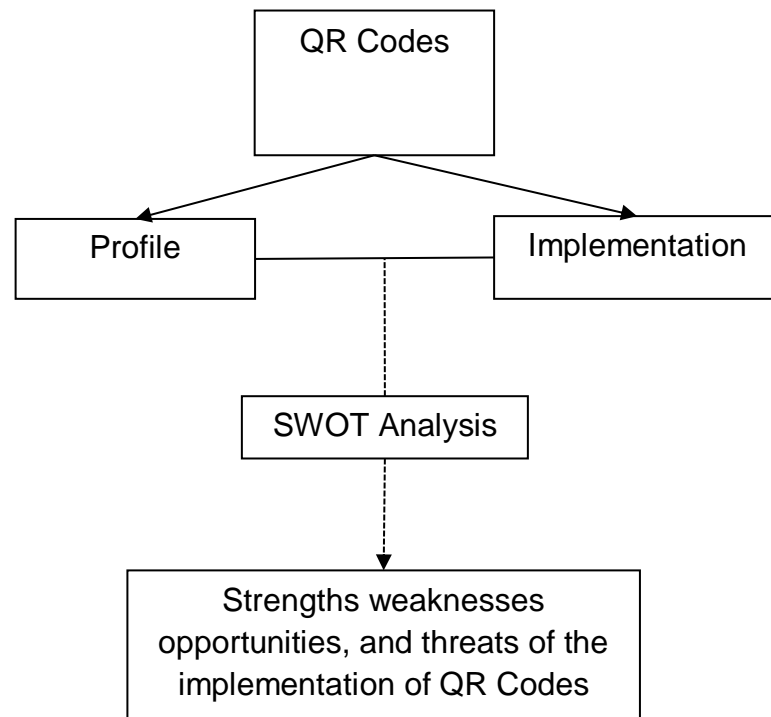 QR Codes
Profile
Implementation
SWOT Analysis
Strengths weaknesses
opportunities, and threats of the
implementation of QR Codes